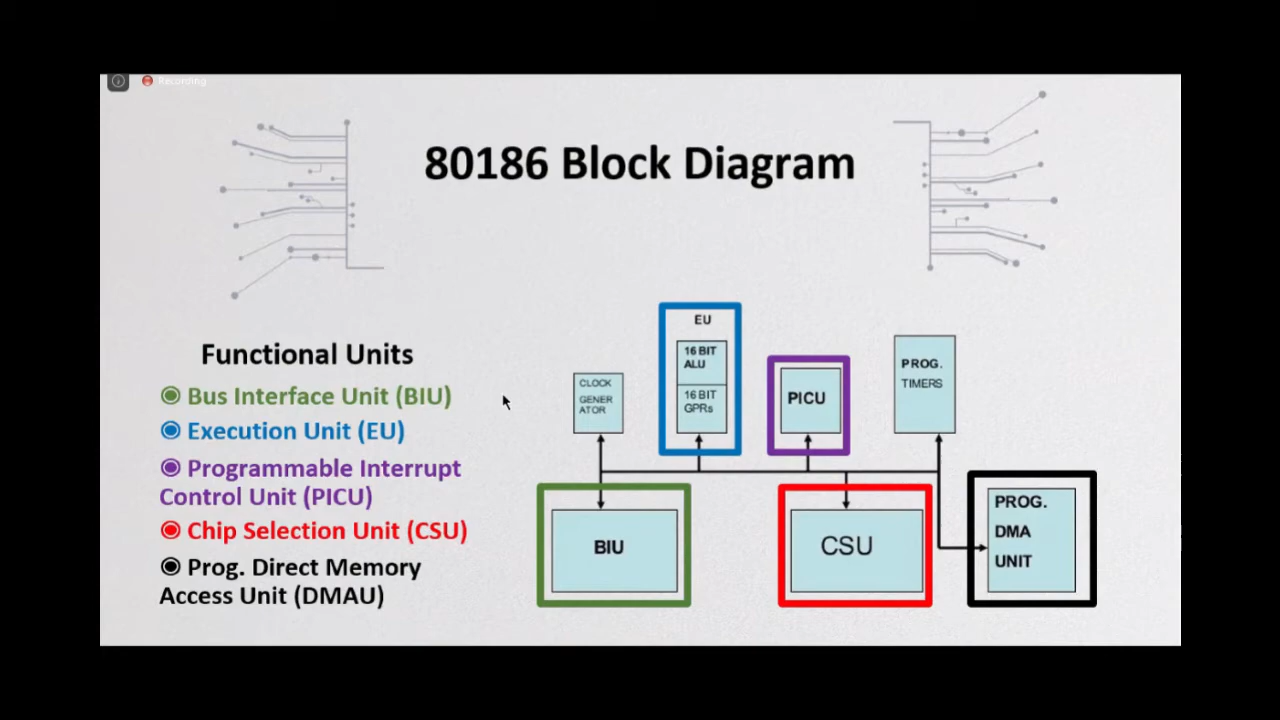 Recording
80186 Block Diagram
Functional Units
Bus Interface Unit (BIU)
Execution Unit (EU)
Programmable Interrupt
Control Unit (PICU)
Chip Selection Unit (CSU)
Prog. Direct Memory
Access Unit (DMAU)
CLOCK
GENER
ATOR
EU
16 BIT
ALU
16 BIT
GPRs
PICU
PROG.
TIMERS
BIU
CSU
PROG.
DMA
UNIT